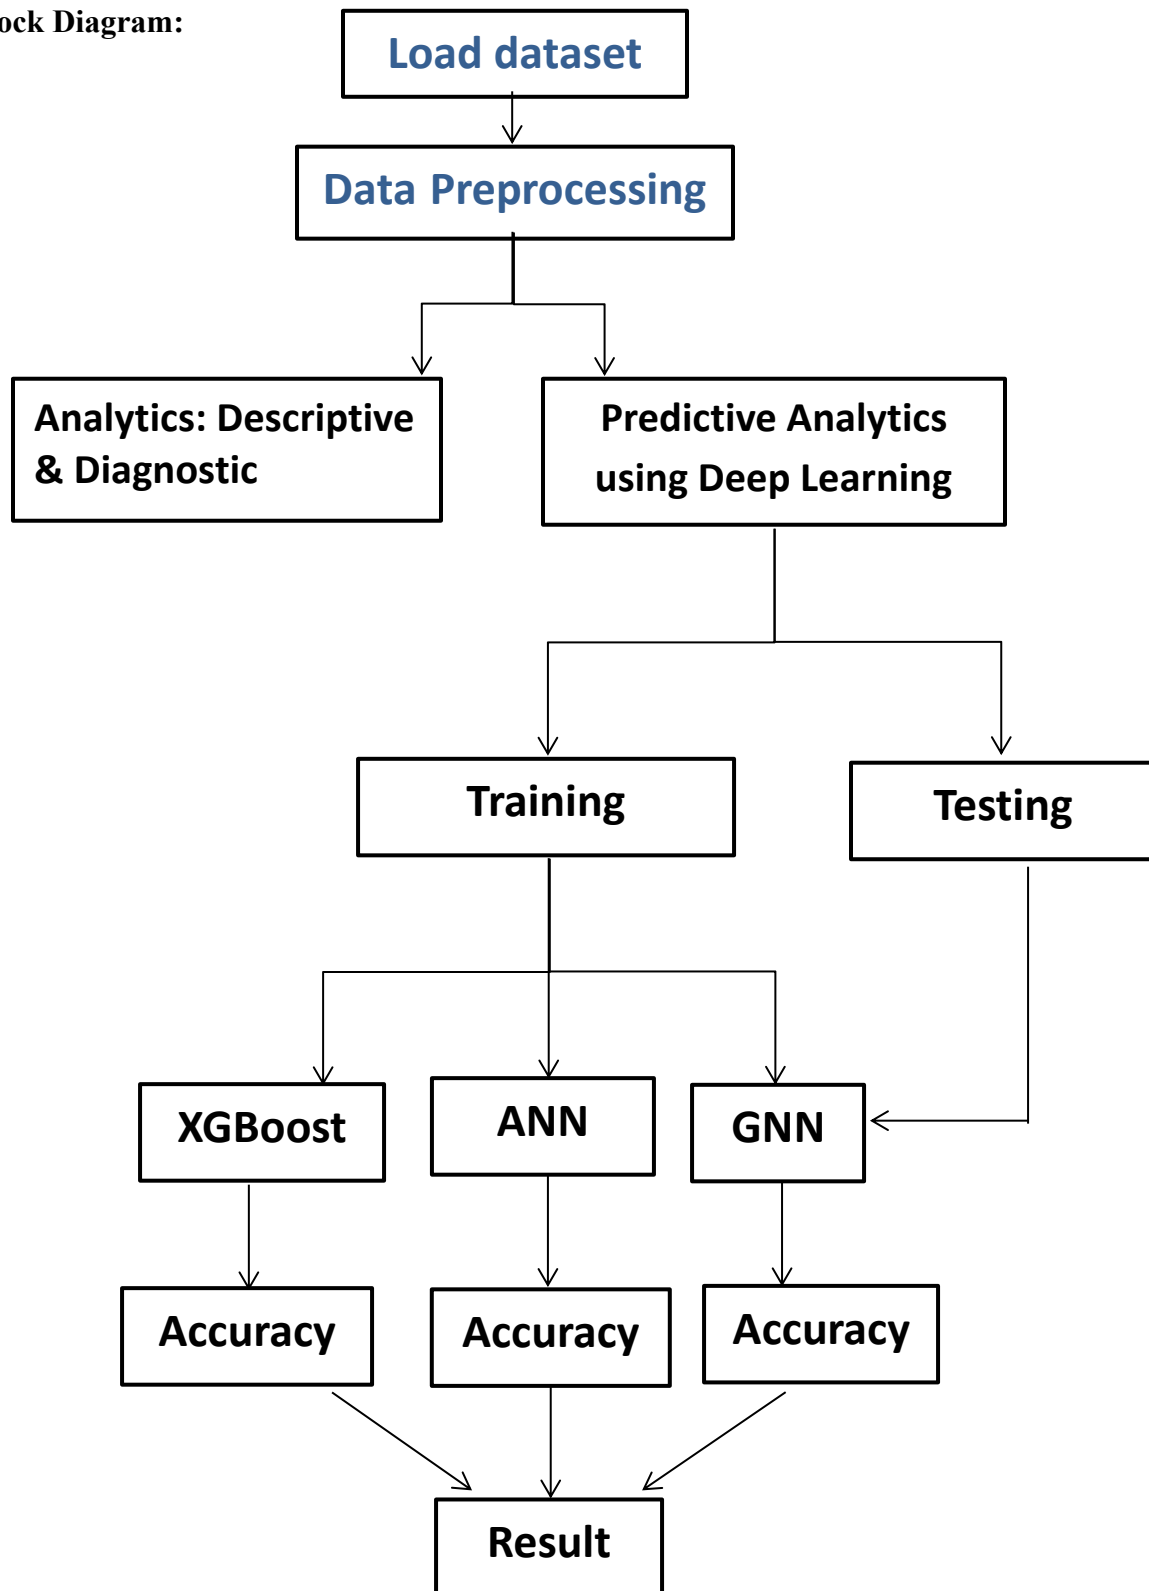 ock Diagram:
Load dataset
Data Preprocessing
Analytics: Descriptive
& Diagnostic
Predictive Analytics
using Deep Learning
Training
Testing
XGBoost
ANN
GNN
Accuracy
Accuracy
Accuracy
Result